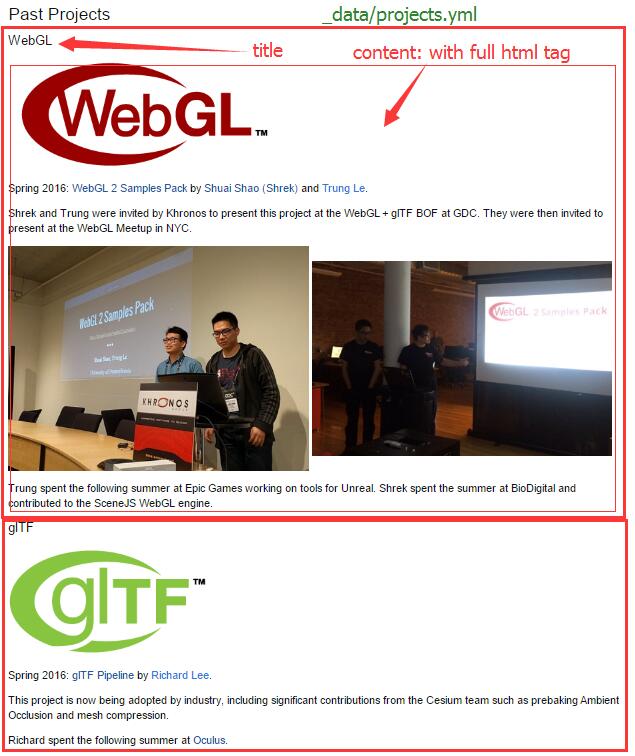 Past Projects
_data/projects.yml
WebGL
title
content: with full html tag
WebGL™
Spring 2016: WebGL 2 Samples Pack by Shuai Shao (Shrek) and Trung Le.
Shrek and Trung were invited by Khronos to present this project at the WebGL + glTF BOF at GDC. They were then invited to
present at the WebGL Meetup in NYC.
WebGL 2 Samples Pack
Shuai Shao, Trung Le
University of Pennsylvania
KHRONOS
GROUP
WebGL 2 Samples Pack
Trung spent the following summer at Epic Games working on tools for Unreal. Shrek spent the summer at BioDigital and
contributed to the SceneJS WebGL engine.
glTF
glTF™
Spring 2016: glTF Pipeline by Richard Lee.
This project is now being adopted by industry, including significant contributions from the Cesium team such as prebaking Ambient
Occlusion and mesh compression.
Richard spent the following summer at Oculus.